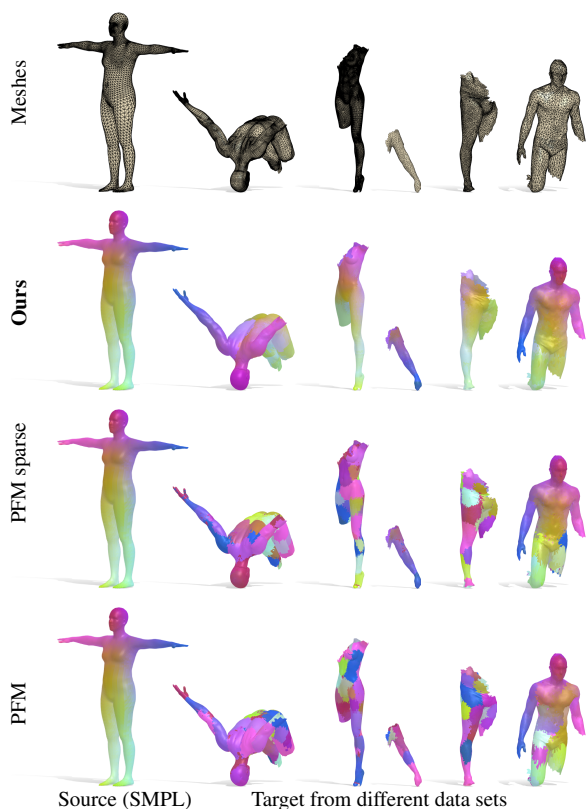 Meshes
Ours
PFM sparse
PFM
Source (SMPL)
Target from different data sets